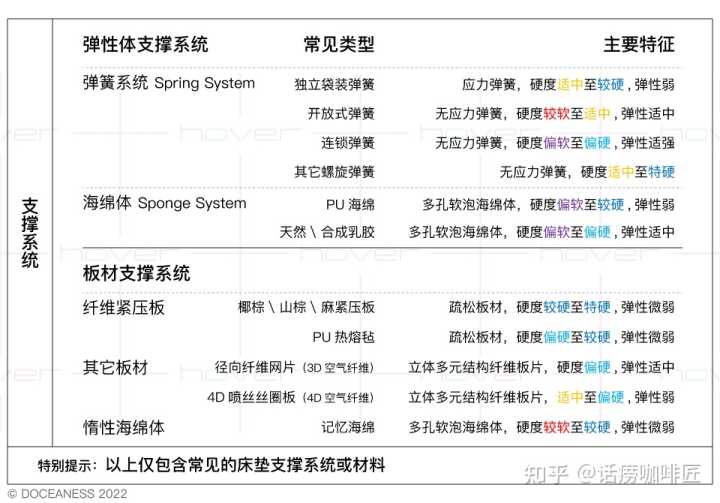 弹性体支撑系统 常见类型 主要特征
弹簧系统 Spring System 独立袋装弹簧 应力弹簧，硬度适中至较硬，弹性弱
开放式弹簧 无应力弹簧，硬度较软至适中，弹性适中
连锁弹簧 无应力弹簧，硬度偏软至偏硬，弹性适强
其它螺旋弹簧 无应力弹簧，硬度适中至特硬
支撑系统
海绵体 Sponge System PU 海绵 多孔软泡海绵体，硬度偏软至较硬，弹性弱
天然 \ 合成乳胶 多孔软泡海绵体，硬度偏软至偏硬，弹性适中
板材支撑系统
纤维紧压板 椰棕 \ 山棕 \ 麻紧压板 疏松板材，硬度较硬至特硬，弹性微弱
PU 热熔毡 疏松板材，硬度偏硬至较硬，弹性微弱
其它板材 径向纤维网片（3D 空气纤维） 立体多元结构纤维板片，硬度偏硬，弹性适中
4D 喷丝丝圈板（4D 空气纤维） 立体多元结构纤维板片，适中至偏硬，弹性弱
惰性海绵体 记忆海绵 多孔软泡海绵体，硬度较软至较硬，弹性微弱
特别提示：以上仅包含常见的床垫支撑系统或材料
知乎 @话痨咖啡匠
© DOCEANESS 2022
hover